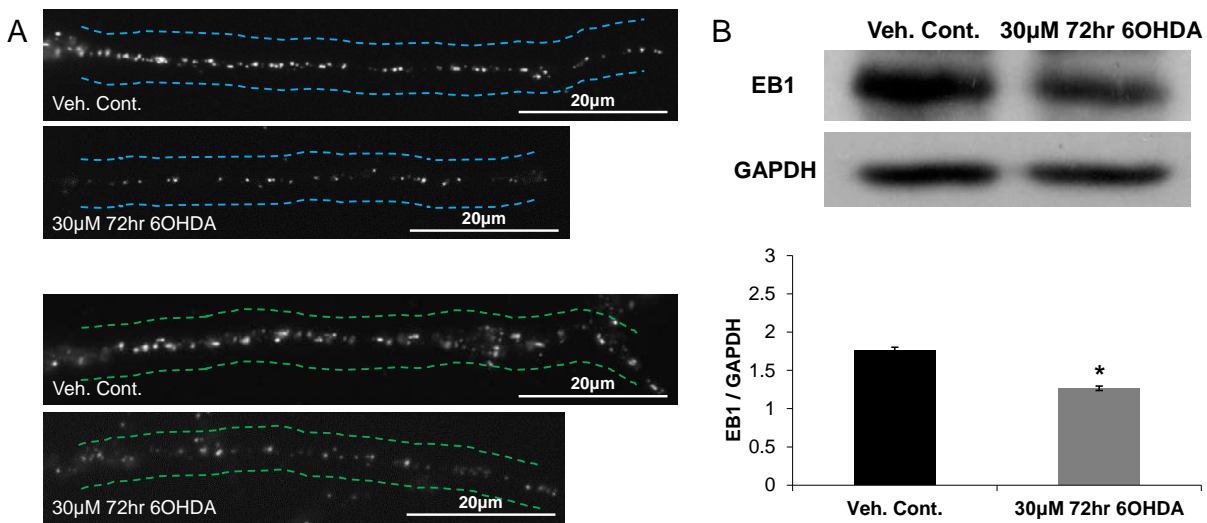 A
Veh. Cont.
20µm
30µM 72hr 6OHDA
20µm
Veh. Cont.
20µm
30µM 72hr 6OHDA
20µm
B
Veh. Cont. 30µM 72hr 6OHDA
EB1
GAPDH
EB1 / GAPDH
3
2.5
2
1.5
1
0.5
0
*
Veh. Cont. 30µM 72hr 6OHDA